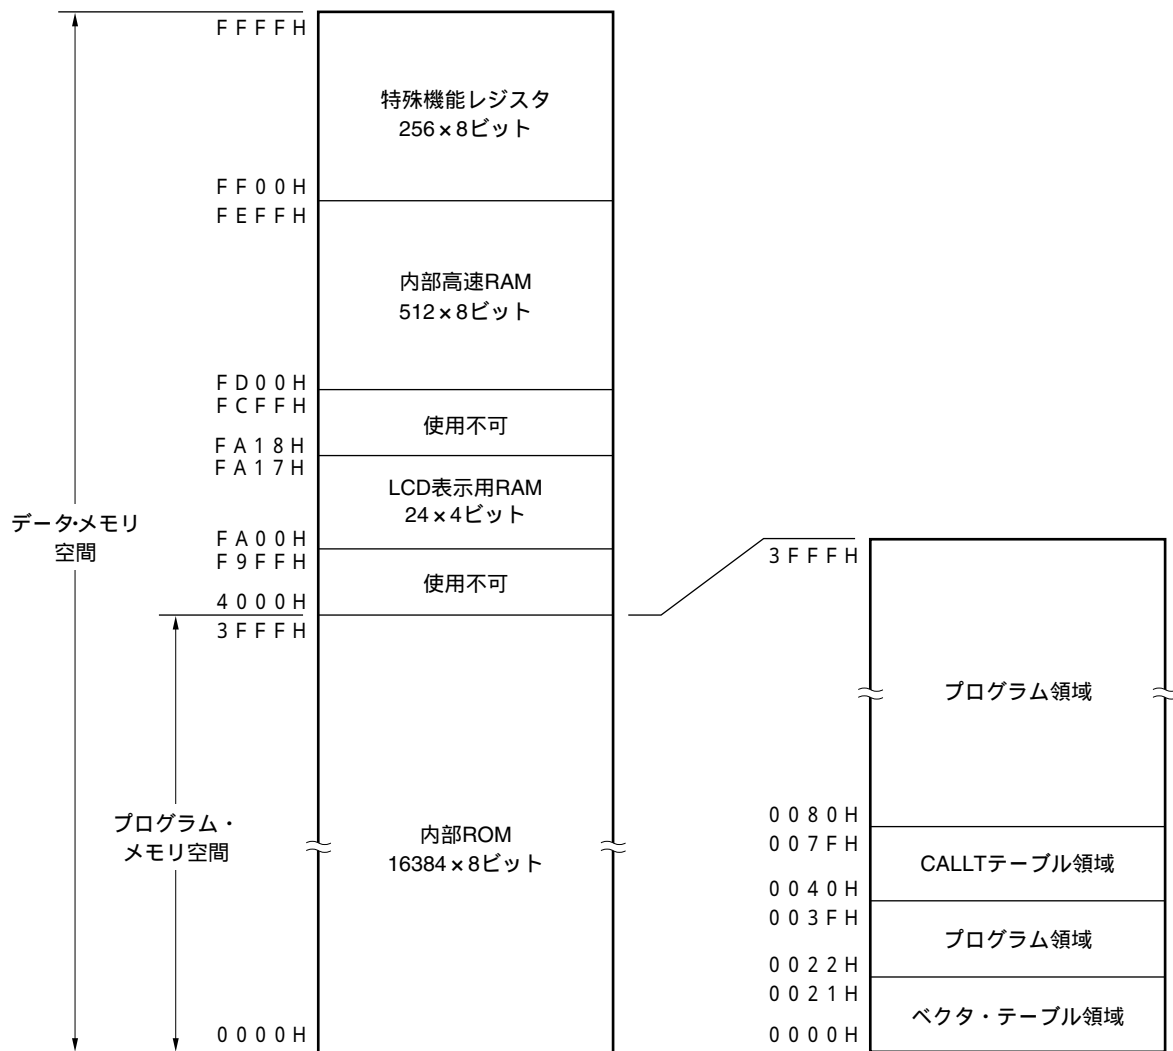 FFFFH
特殊機能レジスタ
256×8ビット
FF00H
FEFFH
内部高速RAM
512×8ビット
FD00H
FCFFH
使用不可
FA18H
FA17H
LCD表示用RAM
24×4ビット
データ・メモリ
空間
FA00H
F9FFH
使用不可
4000H
3FFFH
プログラム・
メモリ空間
内部ROM
16384×8ビット
0000H
3FFFH
プログラム領域
0080H
007FH
CALLTテーブル領域
0040H
003FH
プログラム領域
0022H
0021H
ベクタ・テーブル領域
0000H